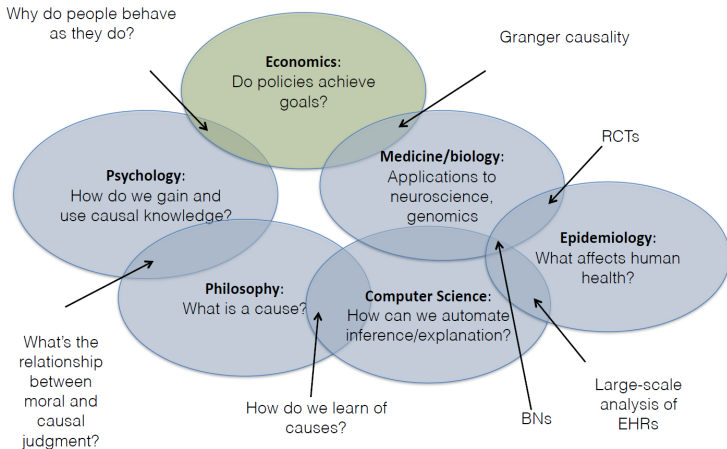 Why do people behave
as they do?
Economics:
Do policies achieve
goals?
Granger causality
Psychology:
How do we gain and
use causal knowledge?
Medicine/biology:
Applications to
neuroscience,
genomics
RCTs
Epidemiology:
What affects human
health?
Philosophy:
What is a cause?
Computer Science:
How can we automate
inference/explanation?
What's the
relationship
between
moral and
causal
judgment?
How do we learn of
causes?
BNs
Large-scale
analysis of
EHRs